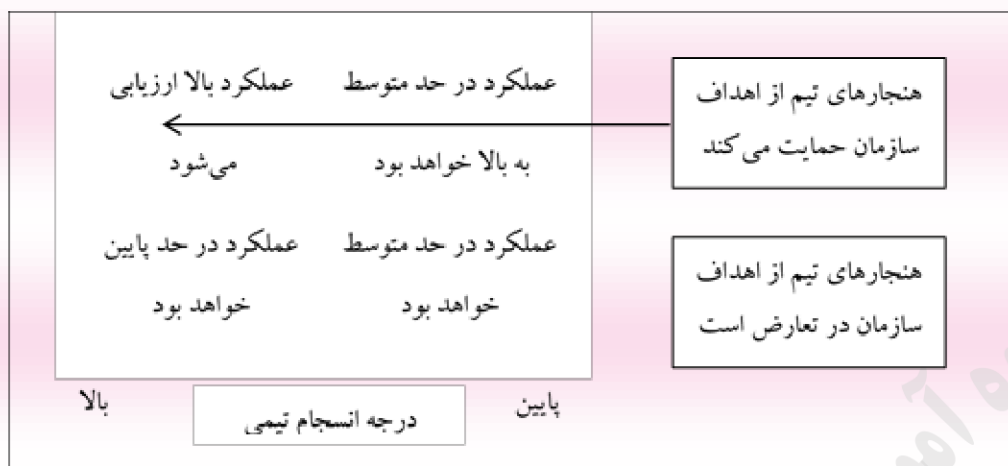 هنجارهای تیم از اهداف
سازمان حمایت می‌کند
عملکرد در حد متوسط
به بالا خواهد بود
عملکرد بالا ارزیابی
می‌شود
هنجارهای تیم از اهداف
سازمان در تعارض است
عملکرد در حد متوسط
خواهد بود
عملکرد در حد پایین
خواهد بود
پایین
درجه انسجام تیمی
بالا